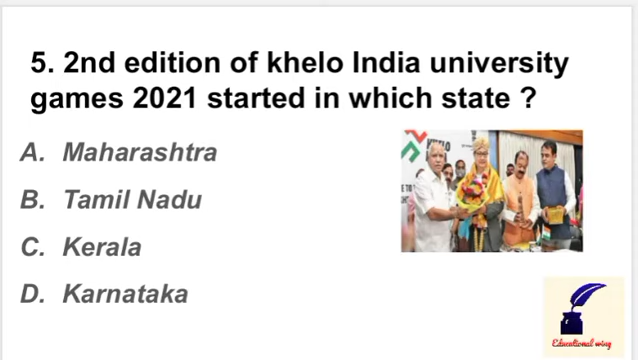 5. 2nd edition of khelo India university
games 2021 started in which state ?
A. Maharashtra
B. Tamil Nadu
C. Kerala
D. Karnataka
KHELO
Educational wing